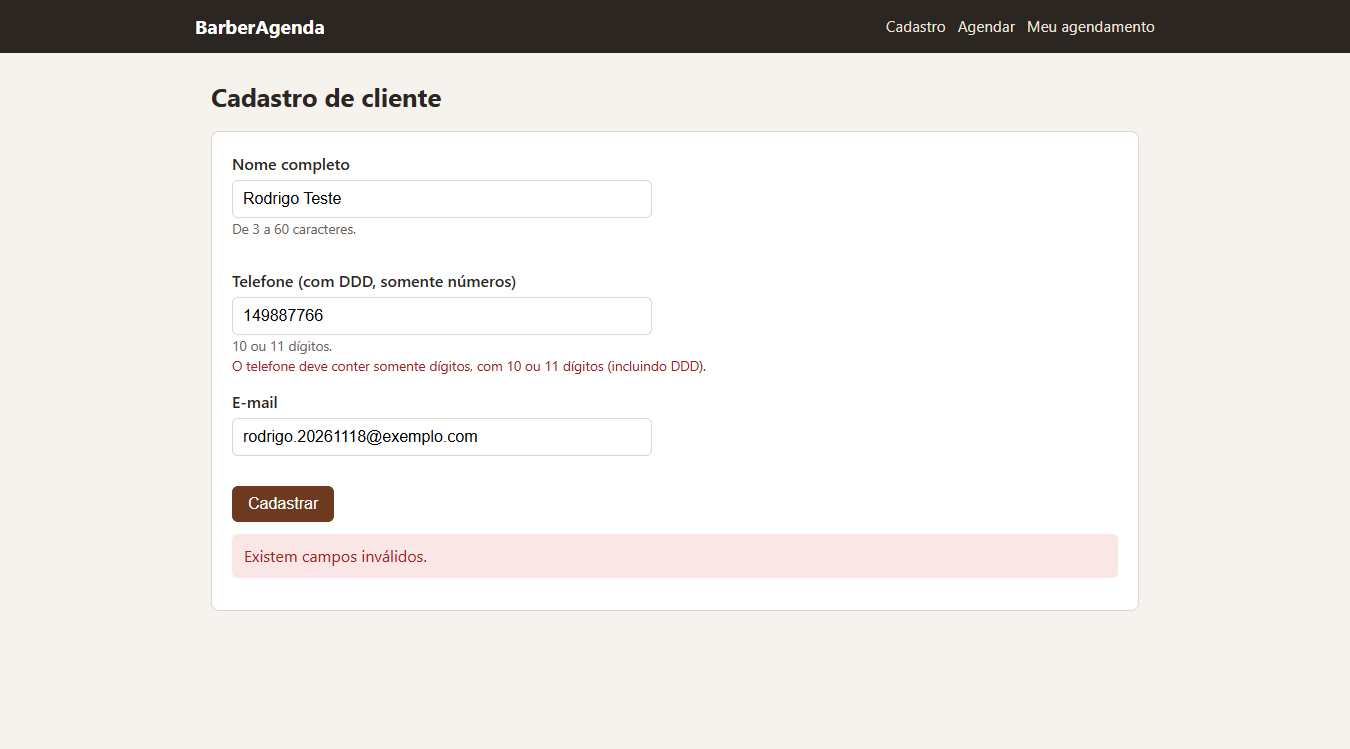 BarberAgenda
Cadastro Agendar Meu agendamento
Cadastro de cliente
Nome completo
Rodrigo Teste
De 3 a 60 caracteres.
Telefone (com DDD, somente números)
149887766
10 ou 11 dígitos.
O telefone deve conter somente dígitos, com 10 ou 11 dígitos (incluindo DDD).
E-mail
rodrigo.20261118@exemplo.com
Cadastrar
Existem campos inválidos.